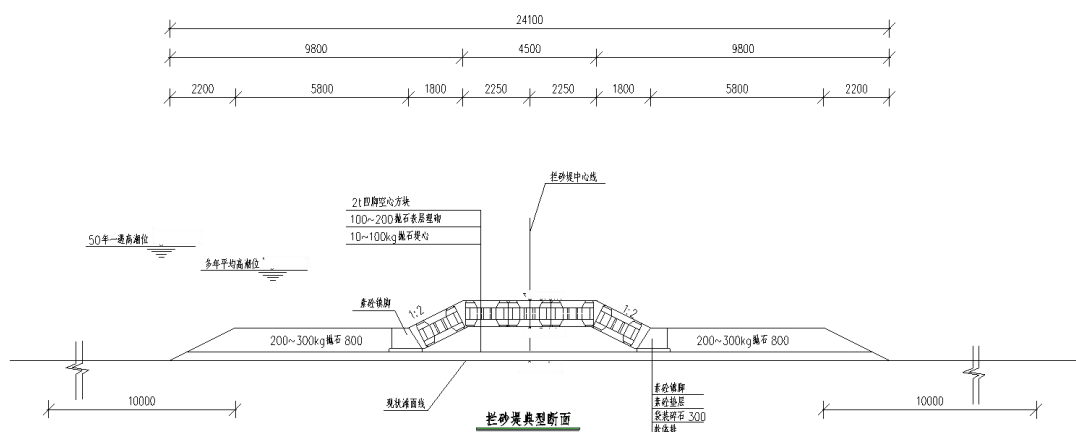 24100
9800 4500 9800
2200 5800 1800 2250 2250 1800 5800 2200
拦砂堤中心线
2t四脚空心方块
100~200抛石表层理砌
10~100kg抛石堤心
50年一遇高潮位
多年平均高潮位
素砼镇脚
1:2
1:2
200~300kg抛石 800
200~300kg抛石 800
现状滩面线
素砼镇脚
素砼垫层
袋装碎石 300
软体排
10000
10000
拦砂堤典型断面